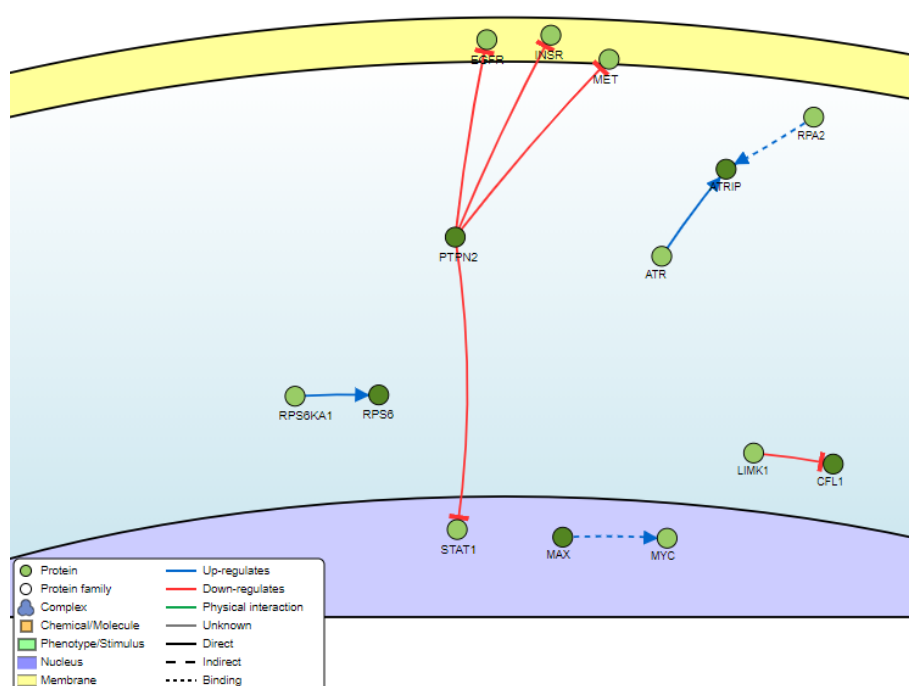 EGFR
INSR
MET
RPA2
ATRIP
PTPN2
ATR
RPS6KA1
RPS6
LIMK1
CFL1
STAT1
MAX
MYC
Protein
Protein family
Complex
Chemical/Molecule
Phenotype/Stimulus
Nucleus
Membrane
Up-regulates
Down-regulates
Physical interaction
Unknown
Direct
Indirect
Binding